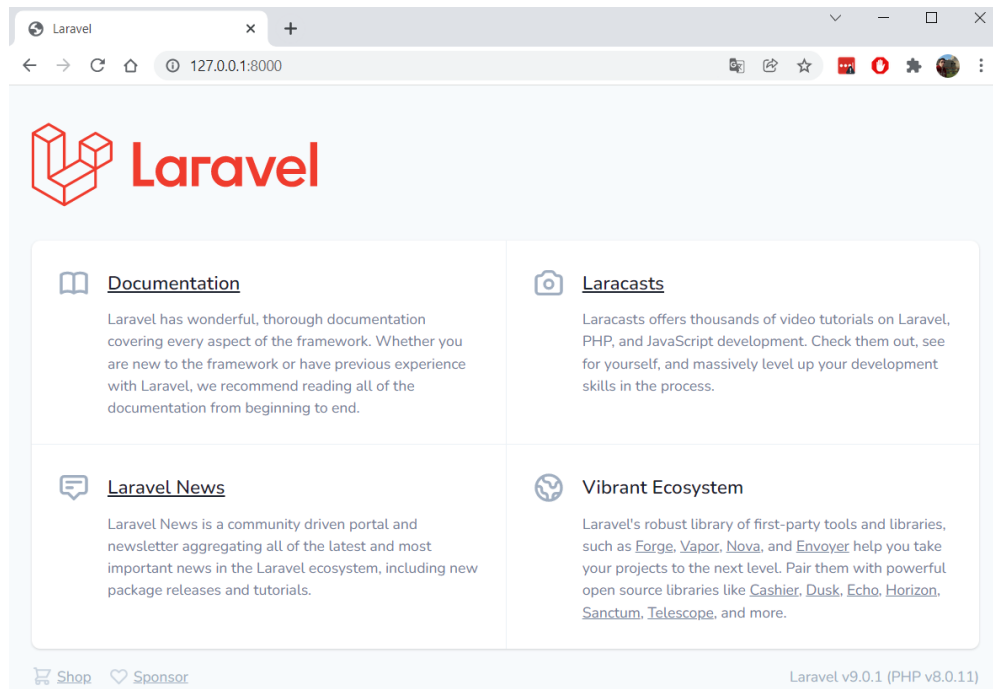 Laravel
127.0.0.1:8000
Laravel
Documentation
Laravel has wonderful, thorough documentation
covering every aspect of the framework. Whether you
are new to the framework or have previous experience
with Laravel, we recommend reading all of the
documentation from beginning to end.
Laracasts
Laracasts offers thousands of video tutorials on Laravel,
PHP, and JavaScript development. Check them out, see
for yourself, and massively level up your development
skills in the process.
Laravel News
Laravel News is a community driven portal and
newsletter aggregating all of the latest and most
important news in the Laravel ecosystem, including new
package releases and tutorials.
Vibrant Ecosystem
Laravel's robust library of first-party tools and libraries,
such as Forge, Vapor, Nova, and Envoyer help you take
your projects to the next level. Pair them with powerful
open source libraries like Cashier, Dusk, Echo, Horizon,
Sanctum, Telescope, and more.
Shop Sponsor
Laravel v9.0.1 (PHP v8.0.11)